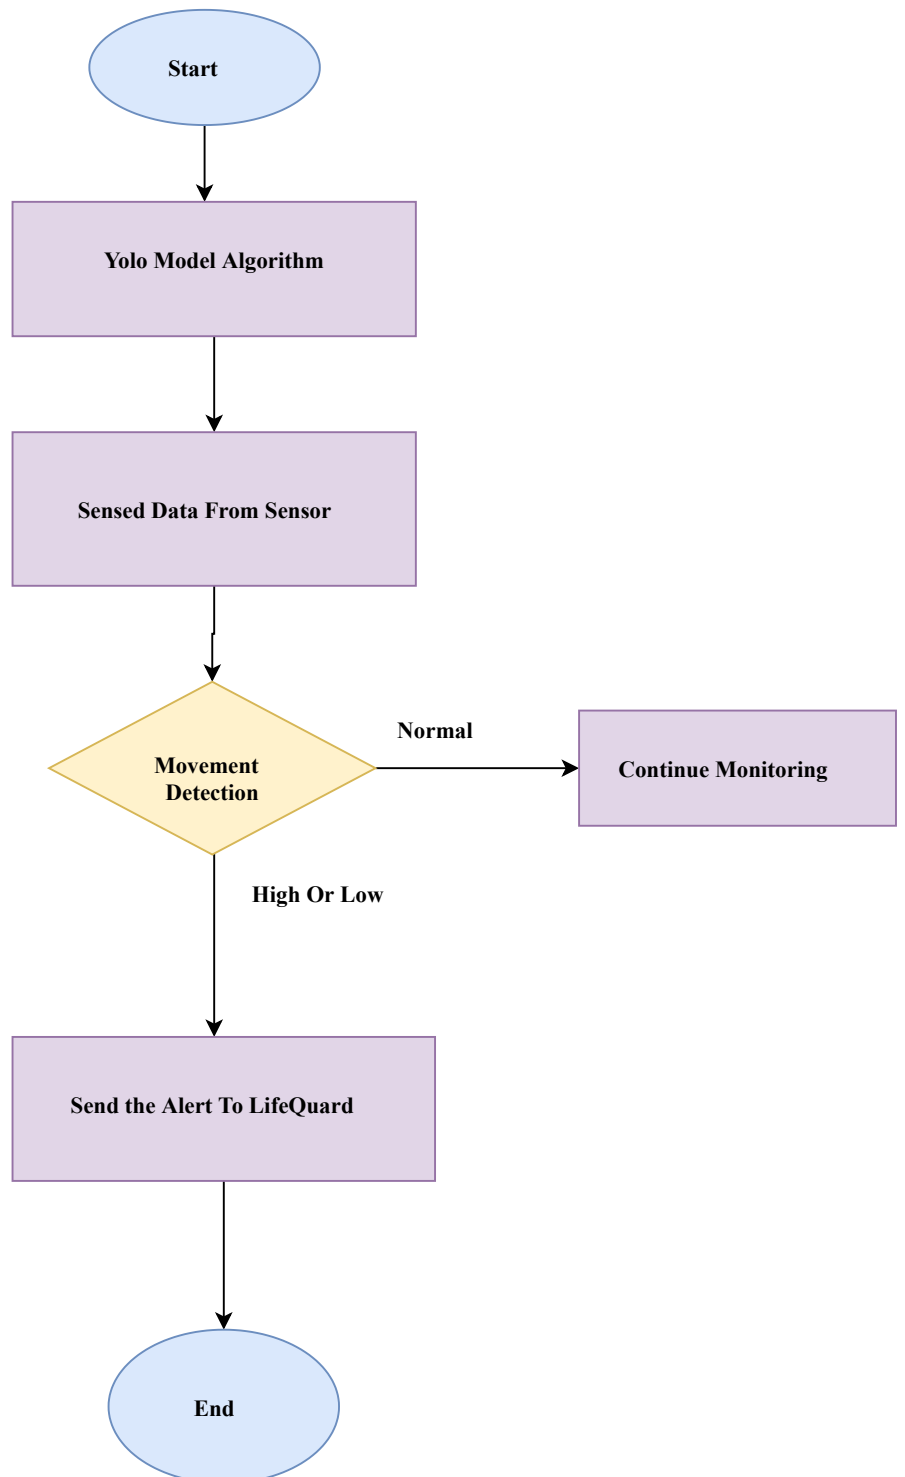 Start
Yolo Model Algorithm
Sensed Data From Sensor
Normal
Movement
Detection
Continue Monitoring
High Or Low
Send the Alert To LifeQuard
End